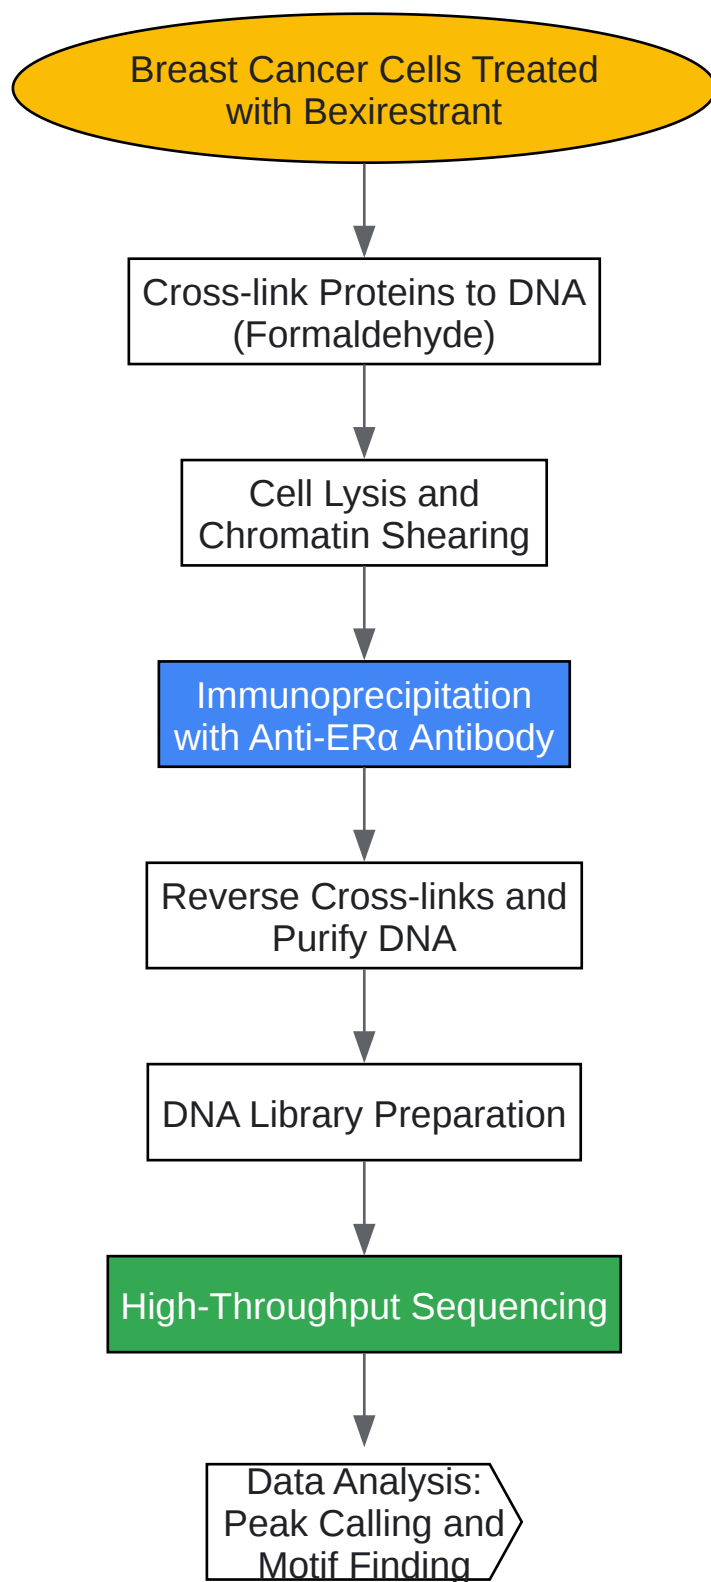 Breast Cancer Cells Treated
with Bexirestrant
Cross-link Proteins to DNA
(Formaldehyde)
Cell Lysis and
Chromatin Shearing
Immunoprecipitation
with Anti-ERα Antibody
Reverse Cross-links and
Purify DNA
DNA Library Preparation
High-Throughput Sequencing
Data Analysis:
Peak Calling and
Motif Finding